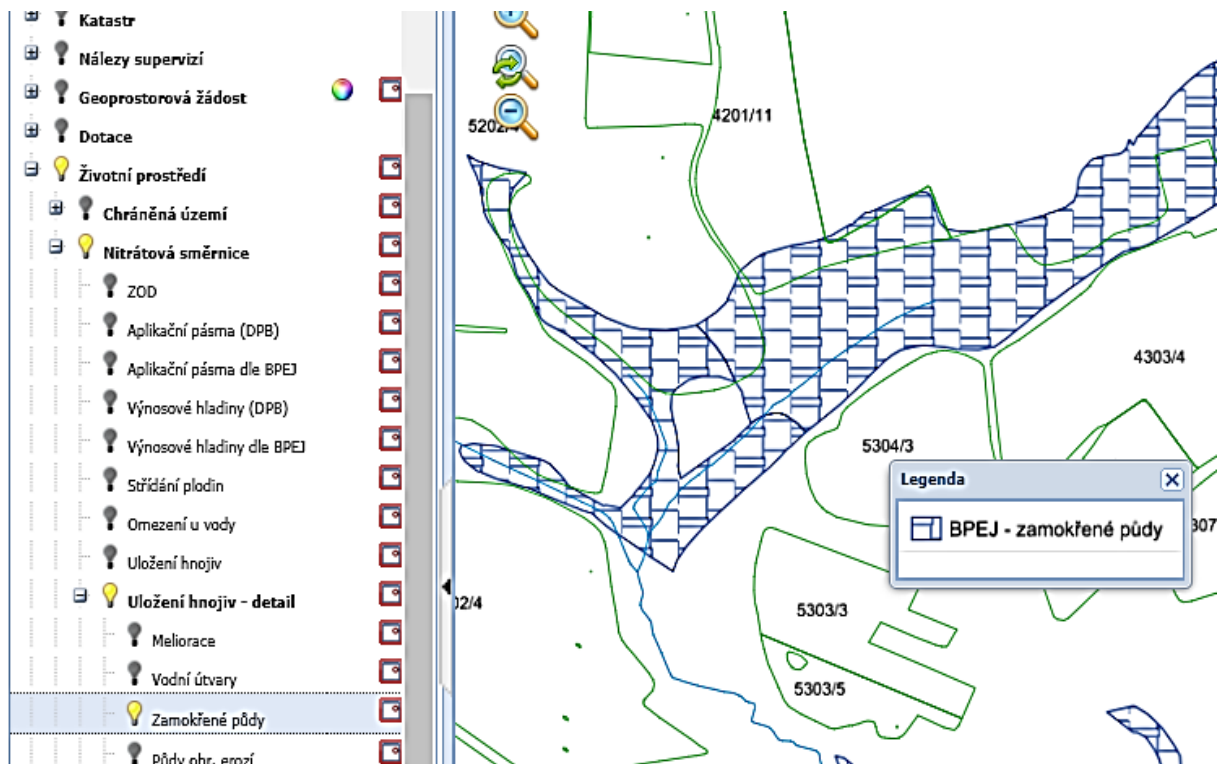 Katastr
Nálezy supervizí
Geoprostorová žádost
Dotace
Životní prostředí
Chráněná území
Nitrátová směrnice
ZOD
Aplikační pásma (DPB)
Aplikační pásma dle BPEJ
Výnosové hladiny (DPB)
Výnosové hladiny dle BPEJ
Střídání plodin
Omezení u vody
Uložení hnojiv
Uložení hnojiv - detail
Meliorace
Vodní útvary
Zamokřené půdy
Půdy ohr. erozí
4201/11
4303/4
5304/3
Legenda
BPEJ - zamokřené půdy
307
02/4
5303/3
5303/5